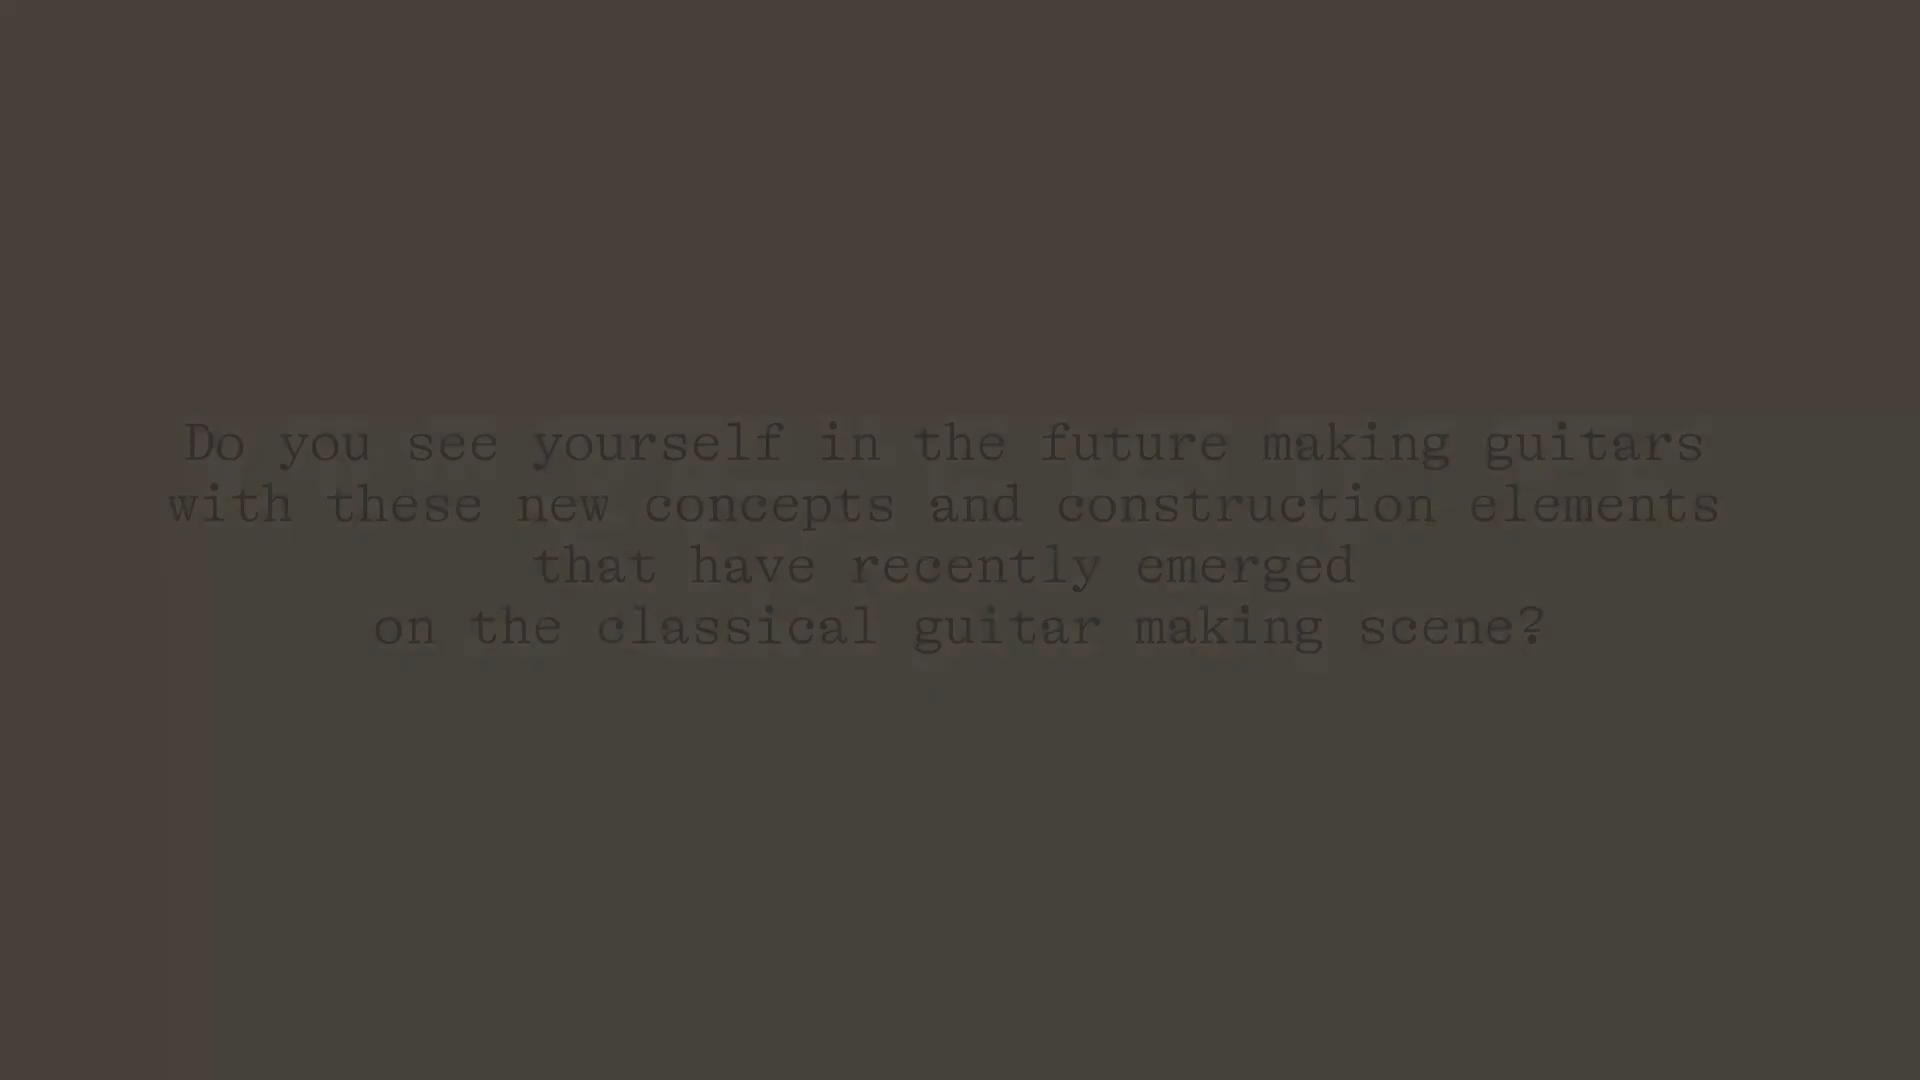 Do you see yourself in the future making guitars
with these new concepts and construction elements
that have recently emerged
on the classical guitar making scene?